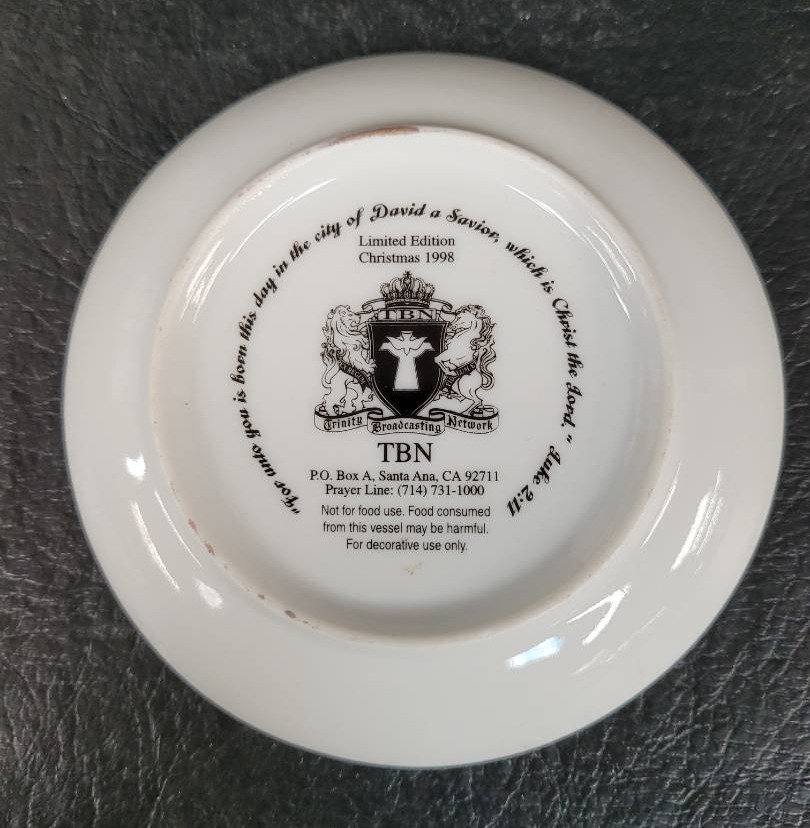 "For unto you is born this day in the city of David a Savior, which is Christ the Lord." Luke 2:11
Limited Edition
Christmas 1998
TBN
Trinity Broadcasting Network
TBN
P.O. Box A, Santa Ana, CA 92711
Prayer Line: (714) 731-1000
Not for food use. Food consumed
from this vessel may be harmful.
For decorative use only.